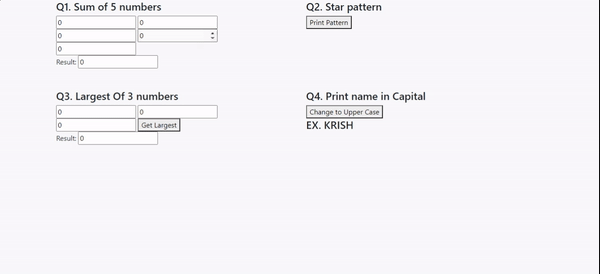 Q1. Sum of 5 numbers
0 0
0 0
0
Result: 0
Q2. Star pattern
Print Pattern
Q3. Largest Of 3 numbers
0 0
0 Get Largest
Result: 0
Q4. Print name in Capital
Change to Upper Case
EX. KRISH